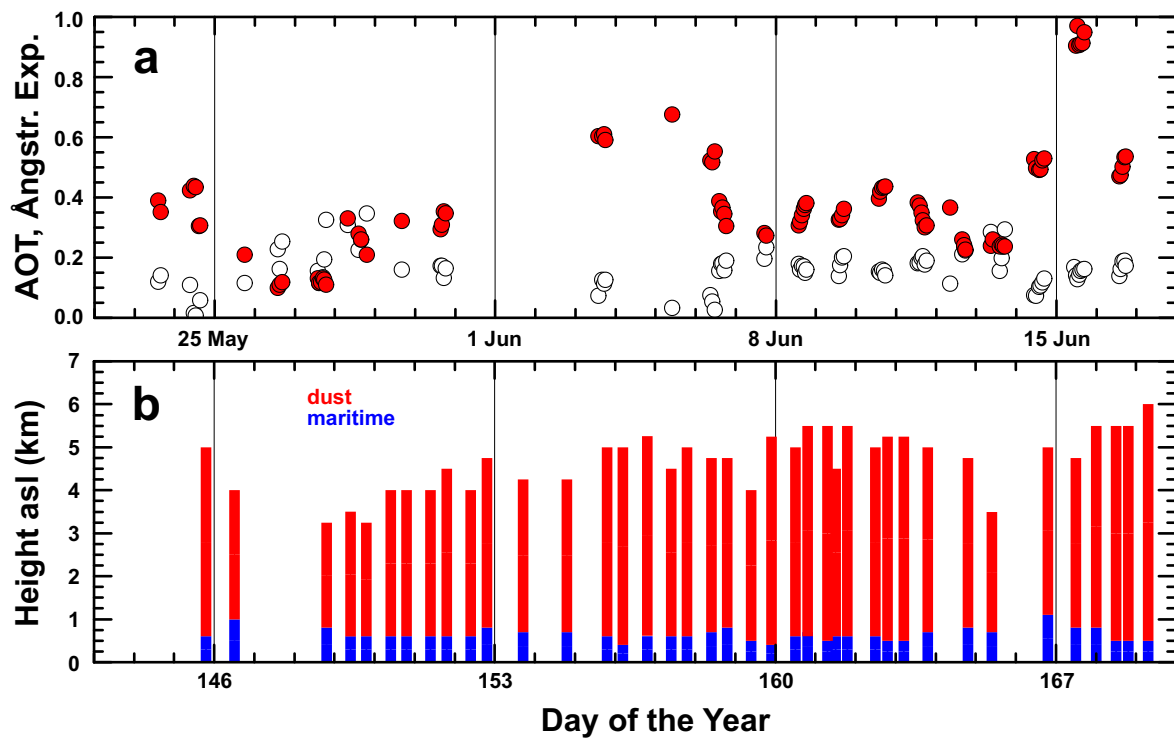 a
AOT, Ångstr. Exp.
1.0
0.8
0.6
0.4
0.2
0.0
25 May 1 Jun 8 Jun 15 Jun
b
dust
maritime
Height asl (km)
7
6
5
4
3
2
1
0
146 153 160 167
Day of the Year